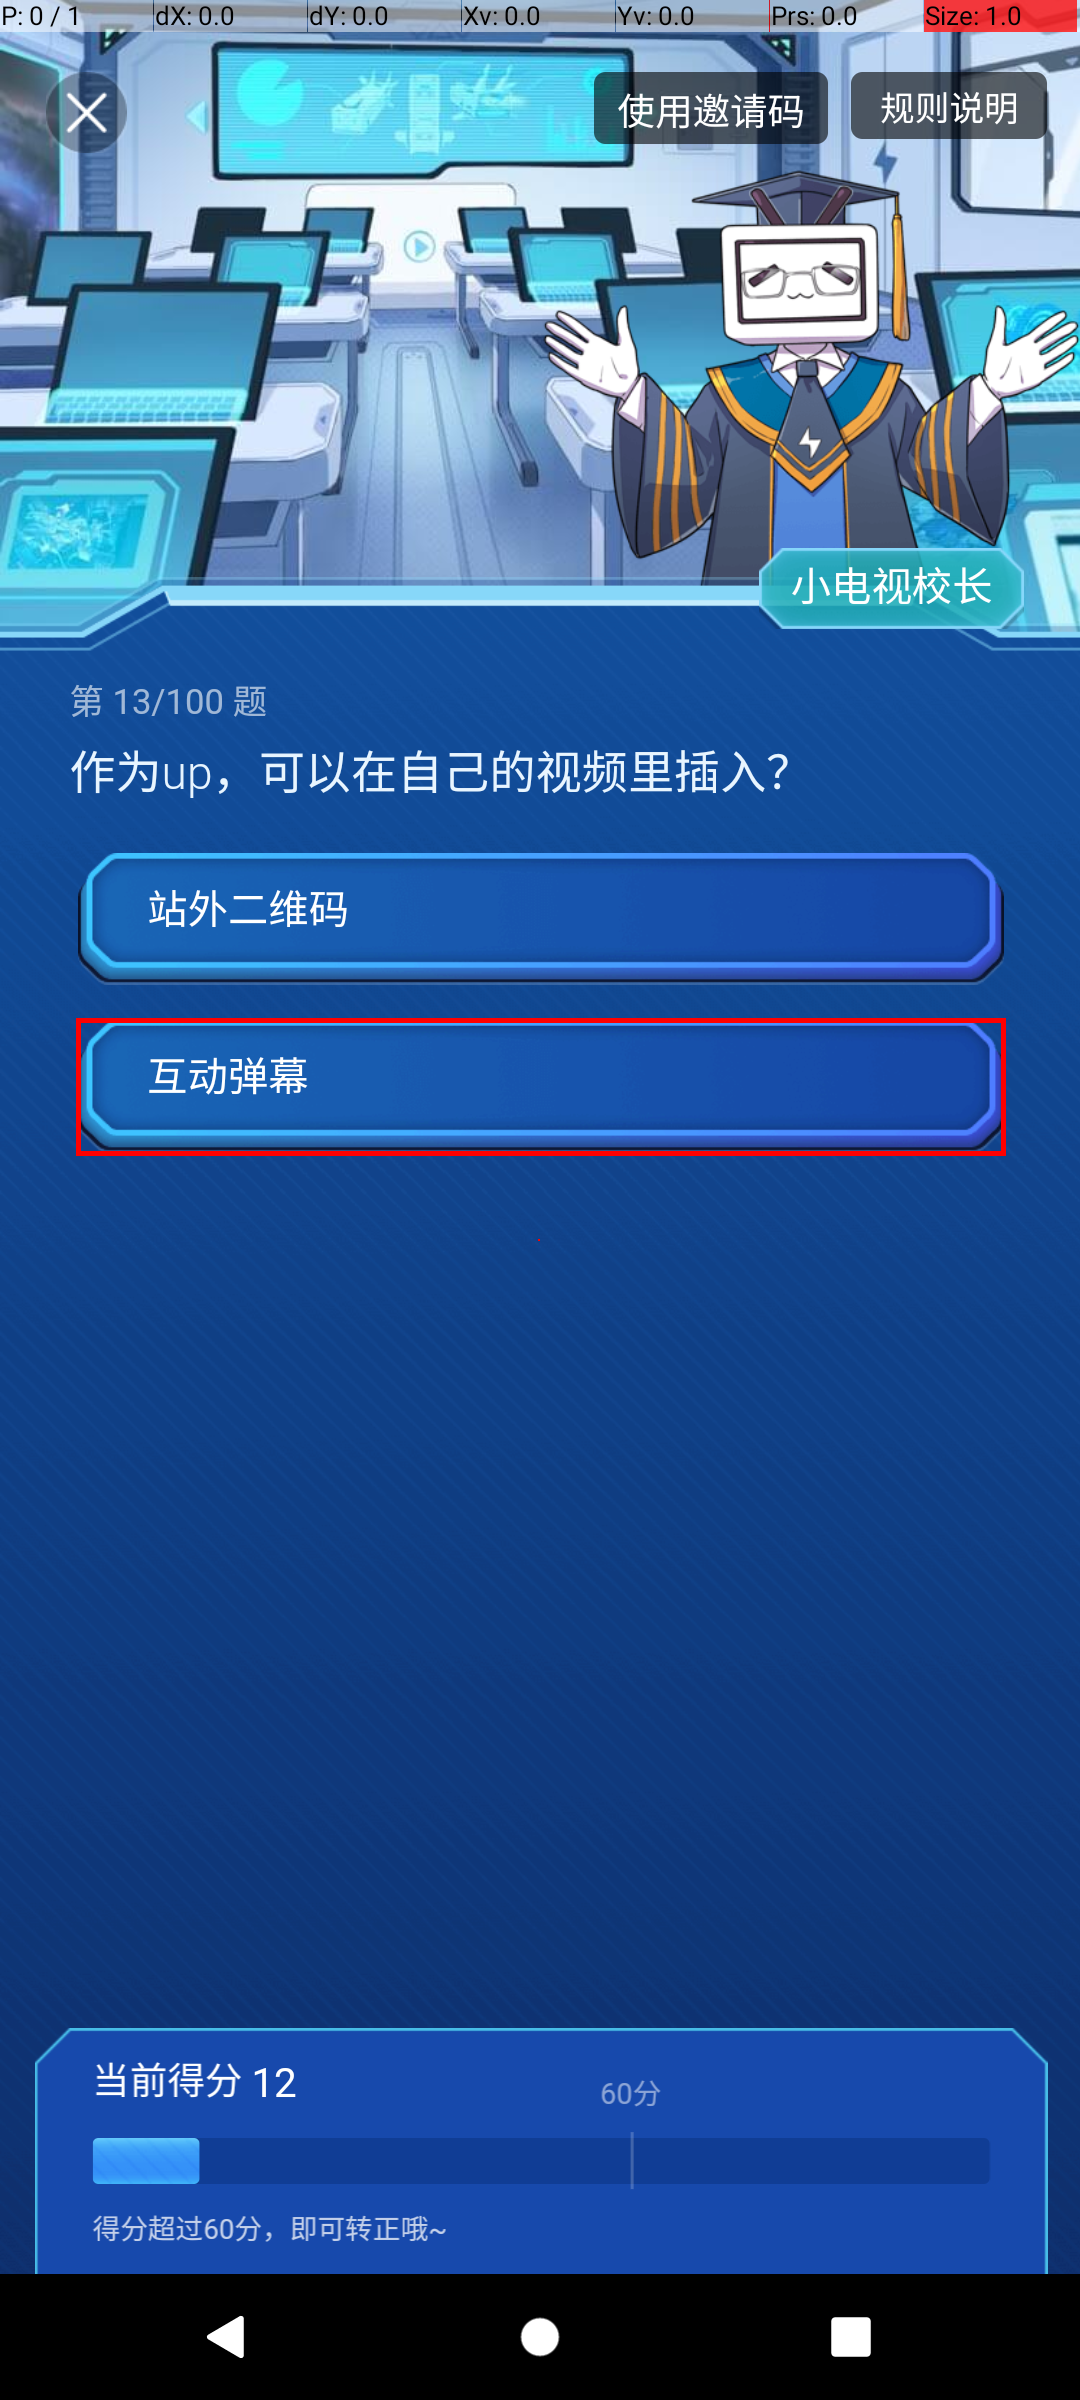 P: 0 / 1 dX: 0.0 dY: 0.0 Xv: 0.0 Yv: 0.0 Prs: 0.0 Size: 1.0
使用邀请码 规则说明
小电视校长
第 13/100 题
作为up，可以在自己的视频里插入？
站外二维码
互动弹幕
当前得分 12
60分
得分超过60分，即可转正哦~